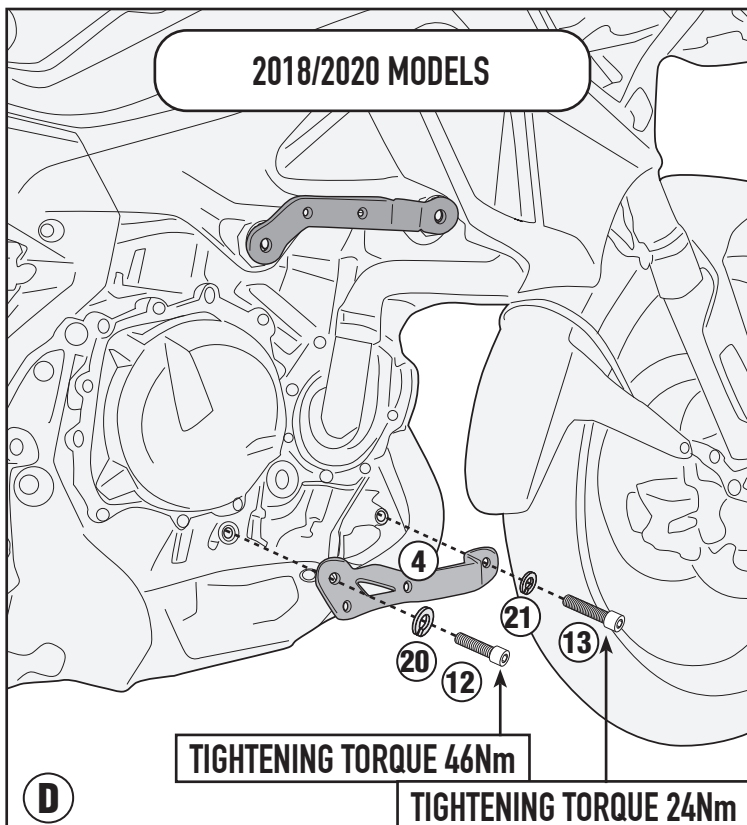 2018/2020 MODELS
4
21
20
13
12
TIGHTENING TORQUE 46Nm
D
TIGHTENING TORQUE 24Nm